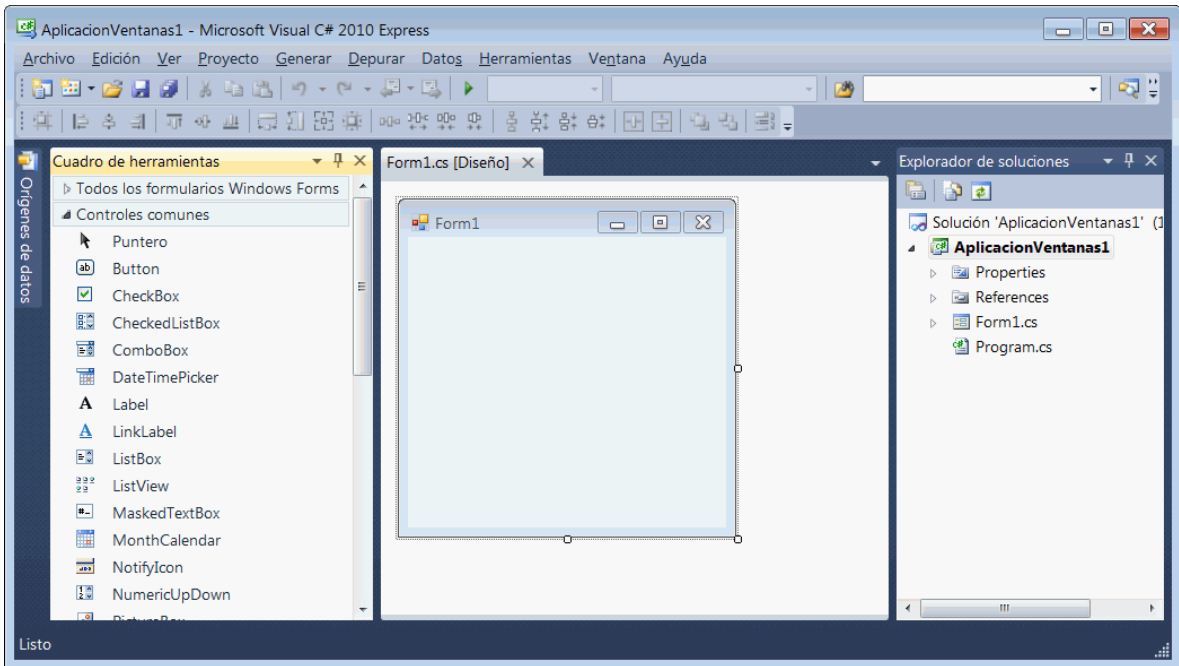 AplicacionVentanas1 - Microsoft Visual C# 2010 Express
Archivo Edición Ver Proyecto Generar Depurar Datos Herramientas Ventana Ayuda
Orígenes de datos
Cuadro de herramientas
Todos los formularios Windows Forms
Controles comunes
Puntero
Button
CheckBox
CheckedListBox
ComboBox
DateTimePicker
Label
LinkLabel
ListBox
ListView
MaskedTextBox
MonthCalendar
NotifyIcon
NumericUpDown
PictureBox
Form1.cs [Diseño]
Form1
Explorador de soluciones
Solución 'AplicacionVentanas1' (1
AplicacionVentanas1
Properties
References
Form1.cs
Program.cs
Listo